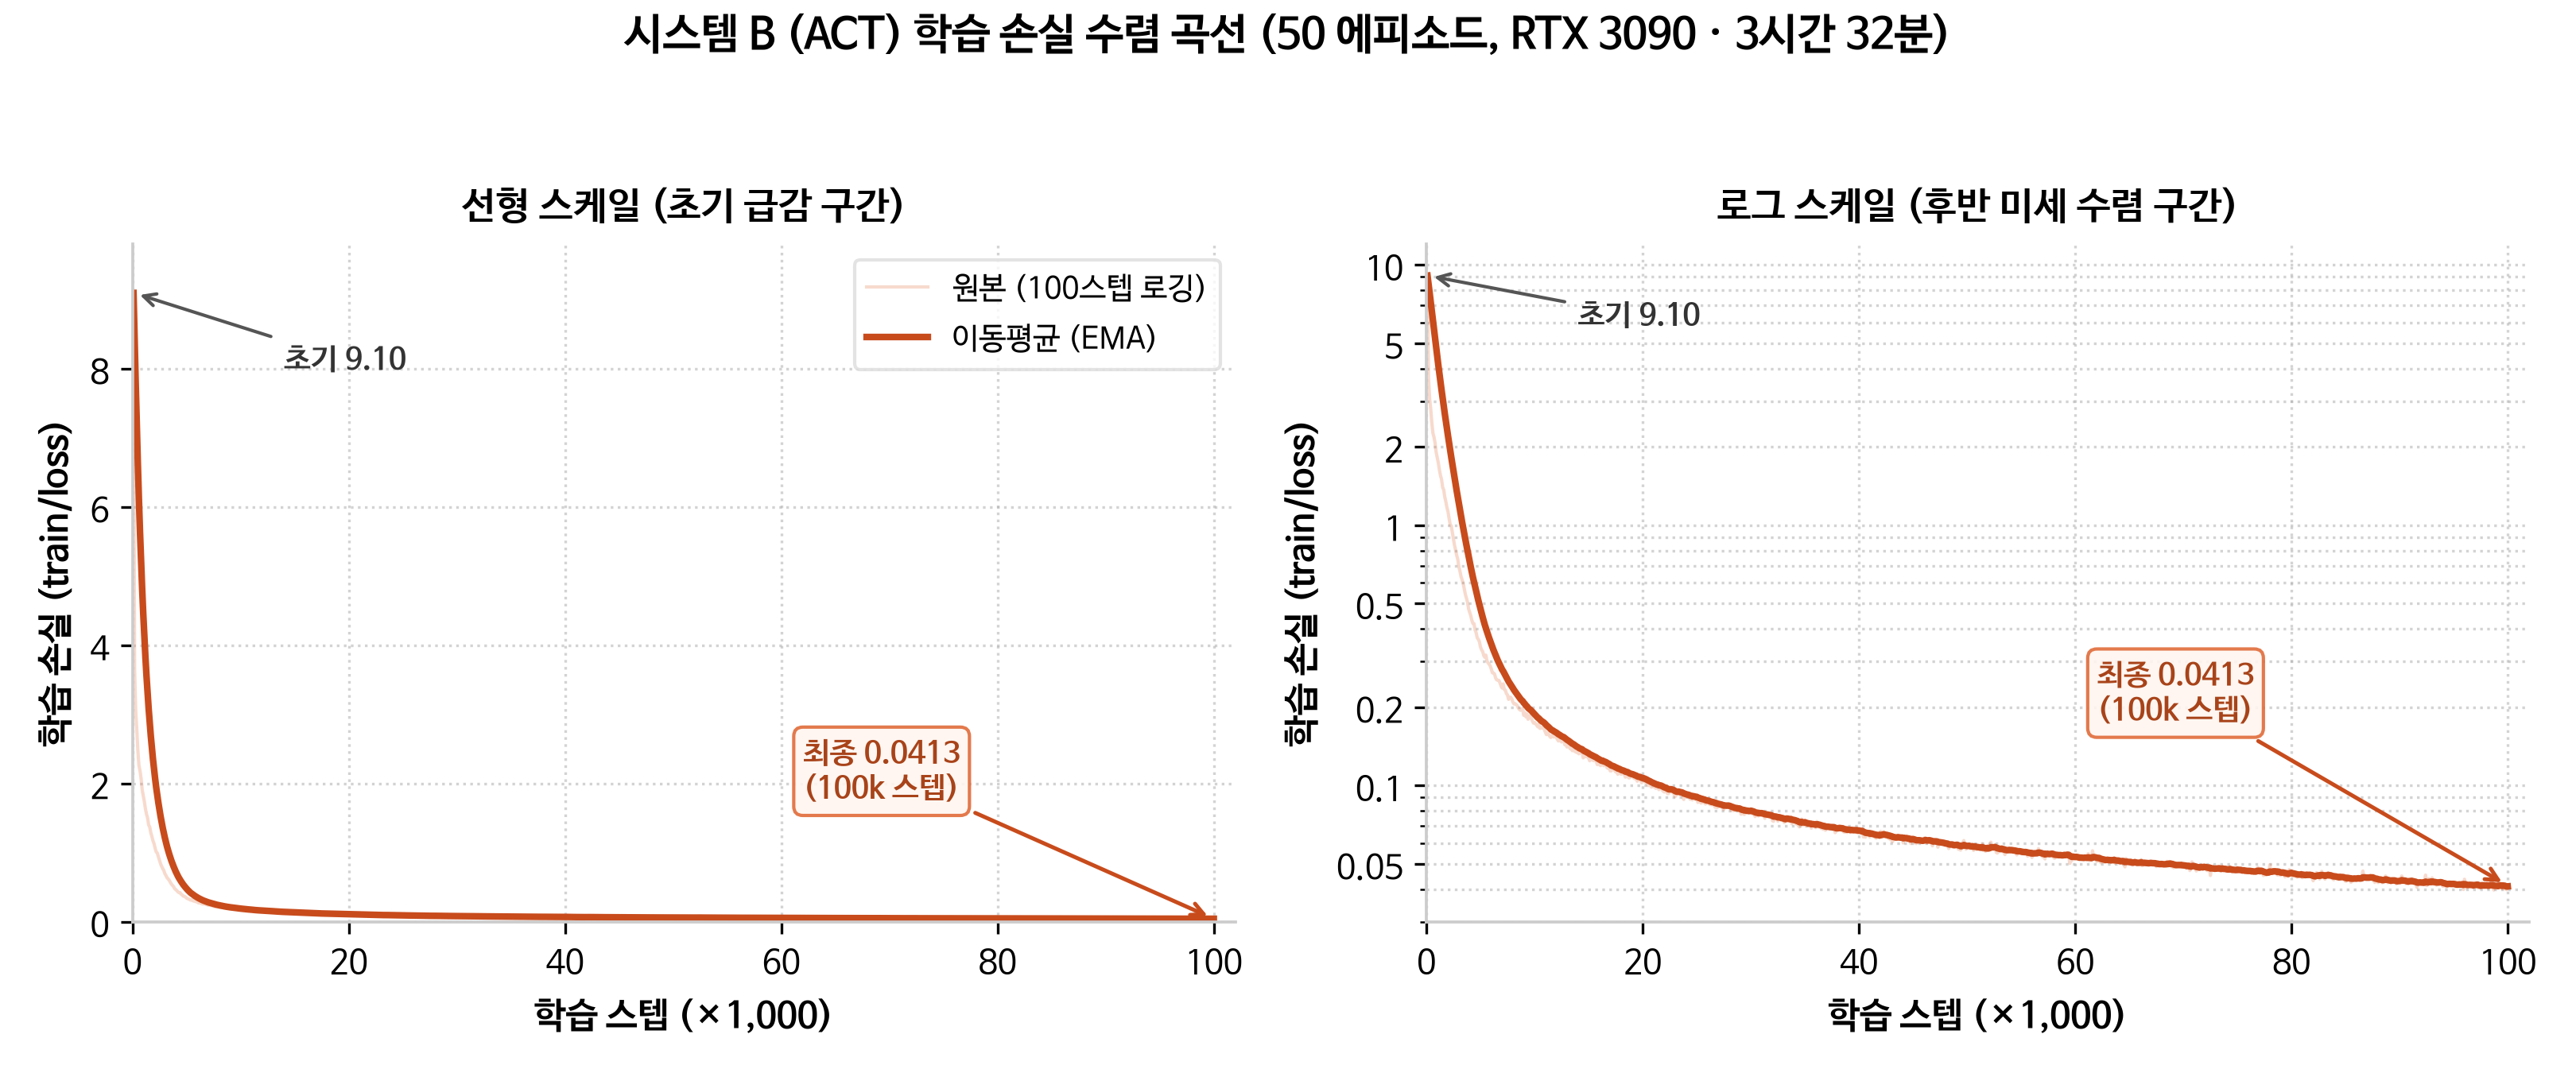 시스템 B (ACT) 학습 손실 수렴 곡선 (50 에피소드, RTX 3090 · 3시간 32분)
선형 스케일 (초기 급감 구간)
원본 (100스텝 로깅)
이동평균 (EMA)
초기 9.10
최종 0.0413
(100k 스텝)
학습 손실 (train/loss)
8
6
4
2
0
0 20 40 60 80 100
학습 스텝 (×1,000)
로그 스케일 (후반 미세 수렴 구간)
초기 9.10
최종 0.0413
(100k 스텝)
학습 손실 (train/loss)
10
5
2
1
0.5
0.2
0.1
0.05
0 20 40 60 80 100
학습 스텝 (×1,000)